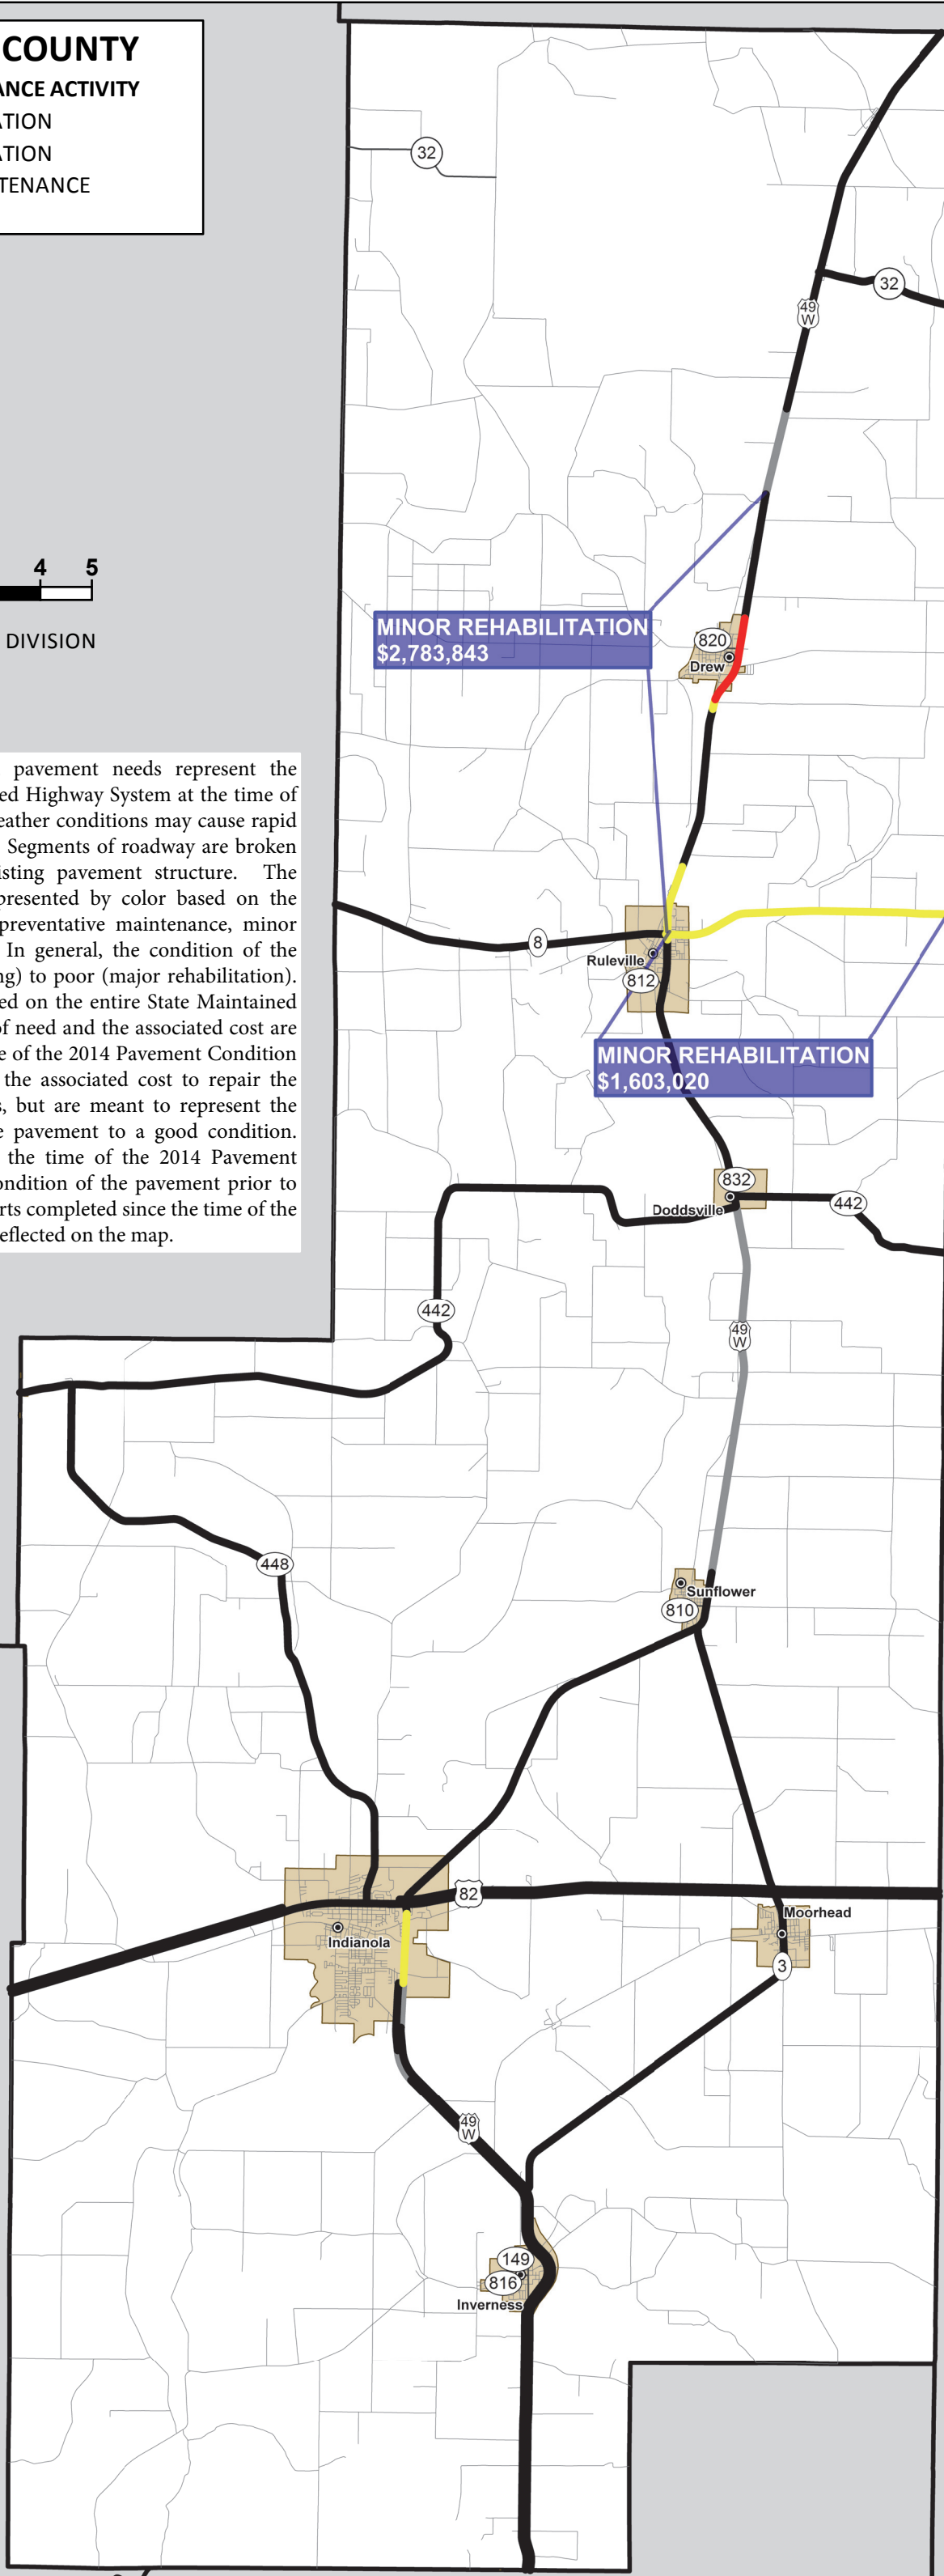 COUNTY
ANCE ACTIVITY
ATION
ATION
TENANCE
32
32
49
W
4 5
DIVISION
MINOR REHABILITATION
$2,783,843
820
Drew
pavement needs represent the
ed Highway System at the time of
eather conditions may cause rapid
Segments of roadway are broken
isting pavement structure. The
presented by color based on the
preventative maintenance, minor
In general, the condition of the
ng) to poor (major rehabilitation).
ed on the entire State Maintained
of need and the associated cost are
e of the 2014 Pavement Condition
the associated cost to repair the
s, but are meant to represent the
e pavement to a good condition.
the time of the 2014 Pavement
ondition of the pavement prior to
rts completed since the time of the
eflected on the map.
8
Ruleville
812
MINOR REHABILITATION
$1,603,020
832
Doddsville
442
442
49
W
448
Sunflower
810
82
Moorhead
Indianola
3
49
W
149
816
Inverness